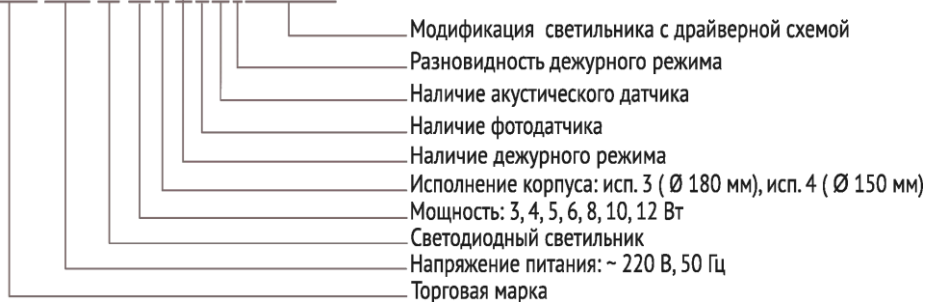 Модификация светильника с драйверной схемой
Разновидность дежурного режима
Наличие акустического датчика
Наличие фотодатчика
Наличие дежурного режима
Исполнение корпуса: исп. 3 ( Ø 180 мм), исп. 4 ( Ø 150 мм)
Мощность: 3, 4, 5, 6, 8, 10, 12 Вт
Светодиодный светильник
Напряжение питания: ~ 220 В, 50 Гц
Торговая марка